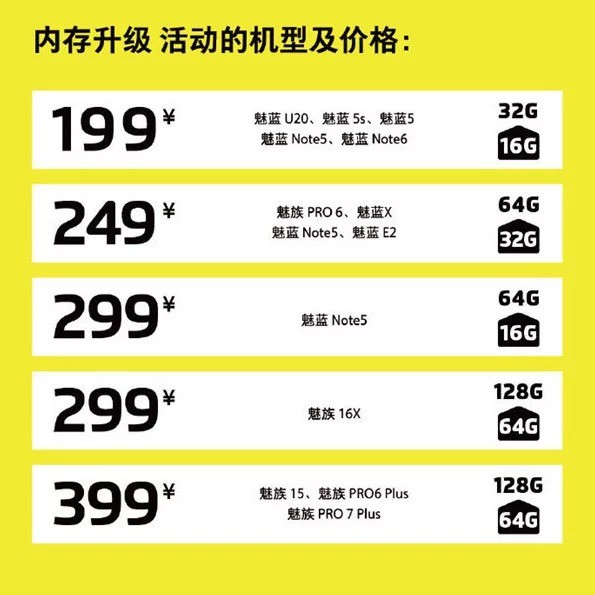 内存升级 活动的机型及价格：
199¥
魅蓝 U20、魅蓝 5s、魅蓝5
魅蓝 Note5、魅蓝 Note6
32G
16G
249¥
魅族 PRO 6、魅蓝X
魅蓝 Note5、魅蓝 E2
64G
32G
299¥
魅蓝 Note5
64G
16G
299¥
魅族 16X
128G
64G
399¥
魅族 15、魅族 PRO6 Plus
魅族 PRO 7 Plus
128G
64G